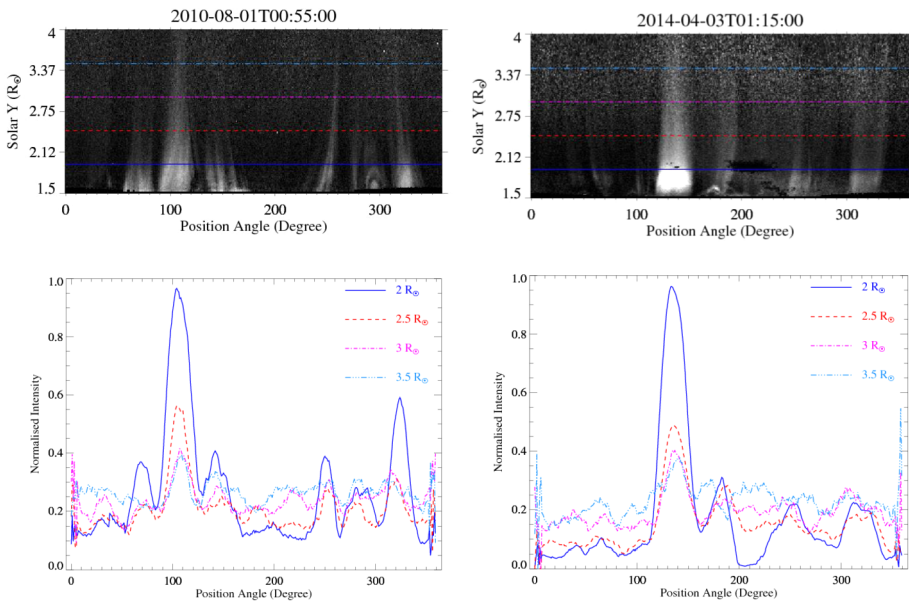 2010-08-01T00:55:00
4
3.37
2.75
2.12
1.5
Solar Y (R☉)
0 100 200 300
Position Angle (Degree)
2014-04-03T01:15:00
4
3.37
2.75
2.12
1.5
Solar Y (R☉)
0 100 200 300
Position Angle (Degree)
1.0
0.8
0.6
0.4
0.2
0.0
Normalised Intensity
2 R☉
2.5 R☉
3 R☉
3.5 R☉
0 100 200 300
Position Angle (Degree)
1.0
0.8
0.6
0.4
0.2
0.0
Normalised Intensity
2 R☉
2.5 R☉
3 R☉
3.5 R☉
0 100 200 300
Position Angle (Degree)